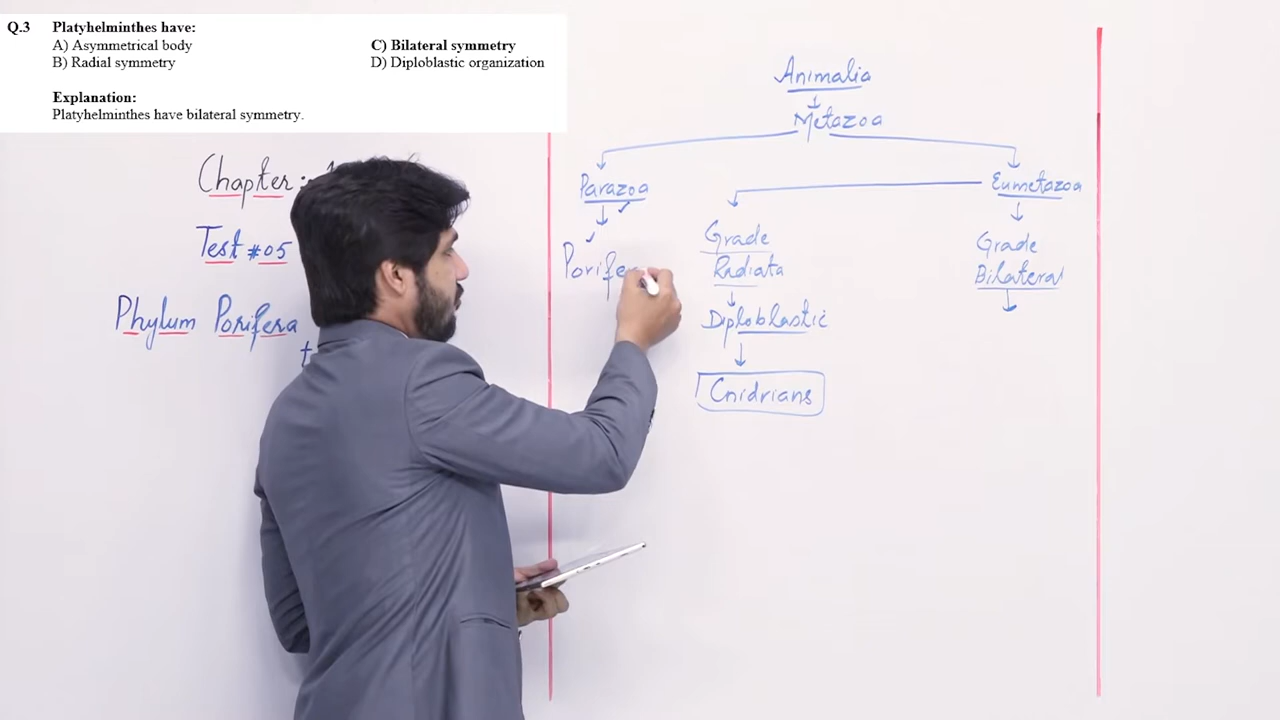 Q.3 Platyhelminthes have:
A) Asymmetrical body C) Bilateral symmetry
B) Radial symmetry D) Diploblastic organization
Explanation:
Platyhelminthes have bilateral symmetry.
Chapter:
Test #05
Phylum Porifera
Animalia
Metazoa
Parazoa Eumetazoa
Porife
Grade
Radiata
Diploblastic
Cnidrians
Grade
Bilateral